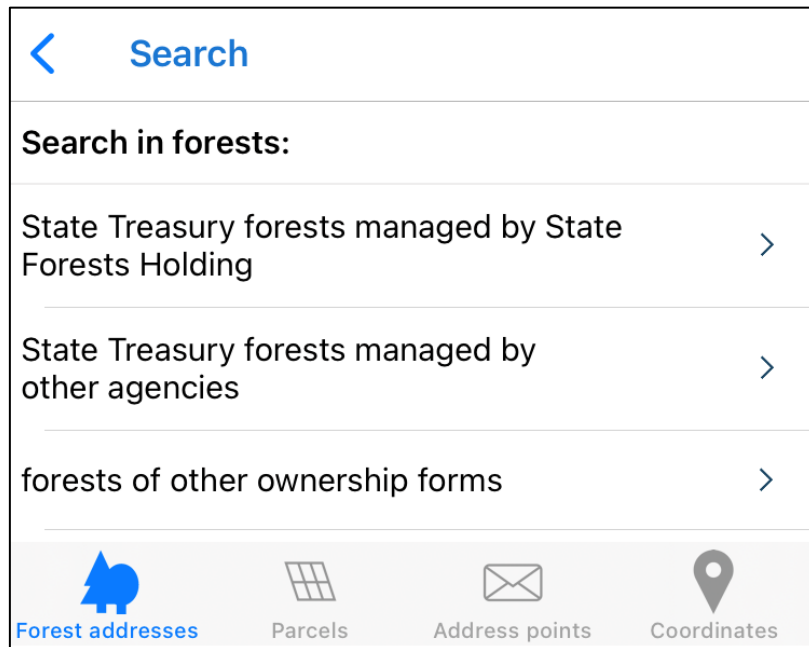 Search
Search in forests:
State Treasury forests managed by State
Forests Holding
State Treasury forests managed by
other agencies
forests of other ownership forms
Forest addresses
Parcels
Address points
Coordinates